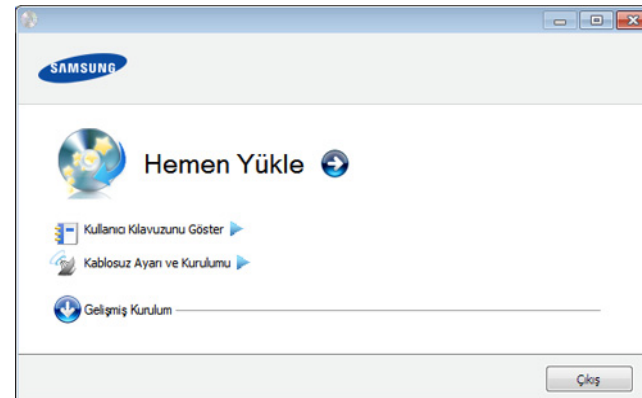 SAMSUNG
Hemen Yükle
Kullanıcı Kılavuzunu Göster
Kablosuz Ayarı ve Kurulumu
Gelişmiş Kurulum
Çıkış